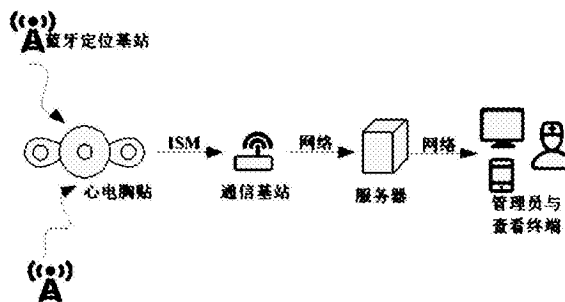 蓝牙定位基站
ISM
网络
网络
心电胸贴
通信基站
服务器
管理员与
查看终端